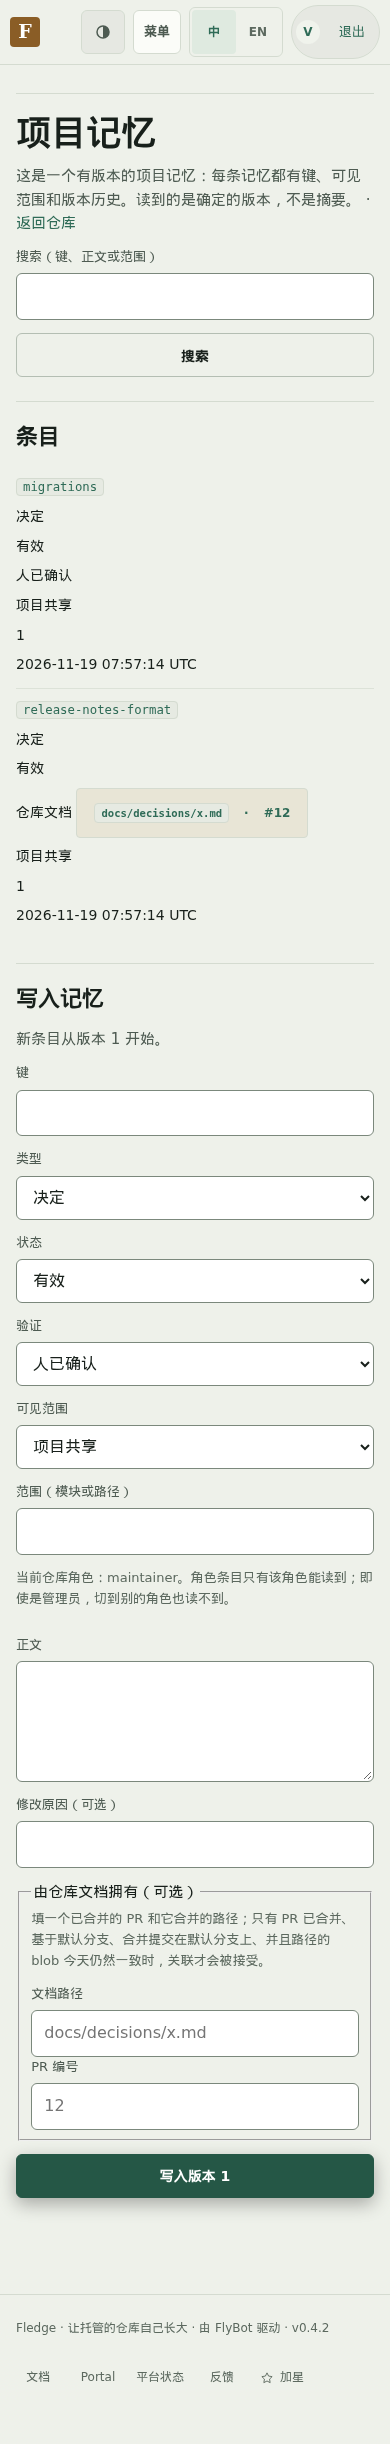 F 菜单 中 EN V 退出
项目记忆
这是一个有版本的项目记忆：每条记忆都有键、可见
范围和版本历史。读到的是确定的版本，不是摘要。 ·
返回仓库
搜索（键、正文或范围）
搜索
条目
migrations
决定
有效
人已确认
项目共享
1
2026-11-19 07:57:14 UTC
release-notes-format
决定
有效
仓库文档 docs/decisions/x.md · #12
项目共享
1
2026-11-19 07:57:14 UTC
写入记忆
新条目从版本 1 开始。
键
类型
决定
状态
有效
验证
人已确认
可见范围
项目共享
范围（模块或路径）
当前仓库角色：maintainer。角色条目只有该角色能读到；即
使是管理员，切到别的角色也读不到。
正文
修改原因（可选）
由仓库文档拥有（可选）
填一个已合并的 PR 和它合并的路径；只有 PR 已合并、
基于默认分支、合并提交在默认分支上、并且路径的
blob 今天仍然一致时，关联才会被接受。
文档路径
docs/decisions/x.md
PR 编号
12
写入版本 1
Fledge · 让托管的仓库自己长大 · 由 FlyBot 驱动 · v0.4.2
文档 Portal 平台状态 反馈 加星